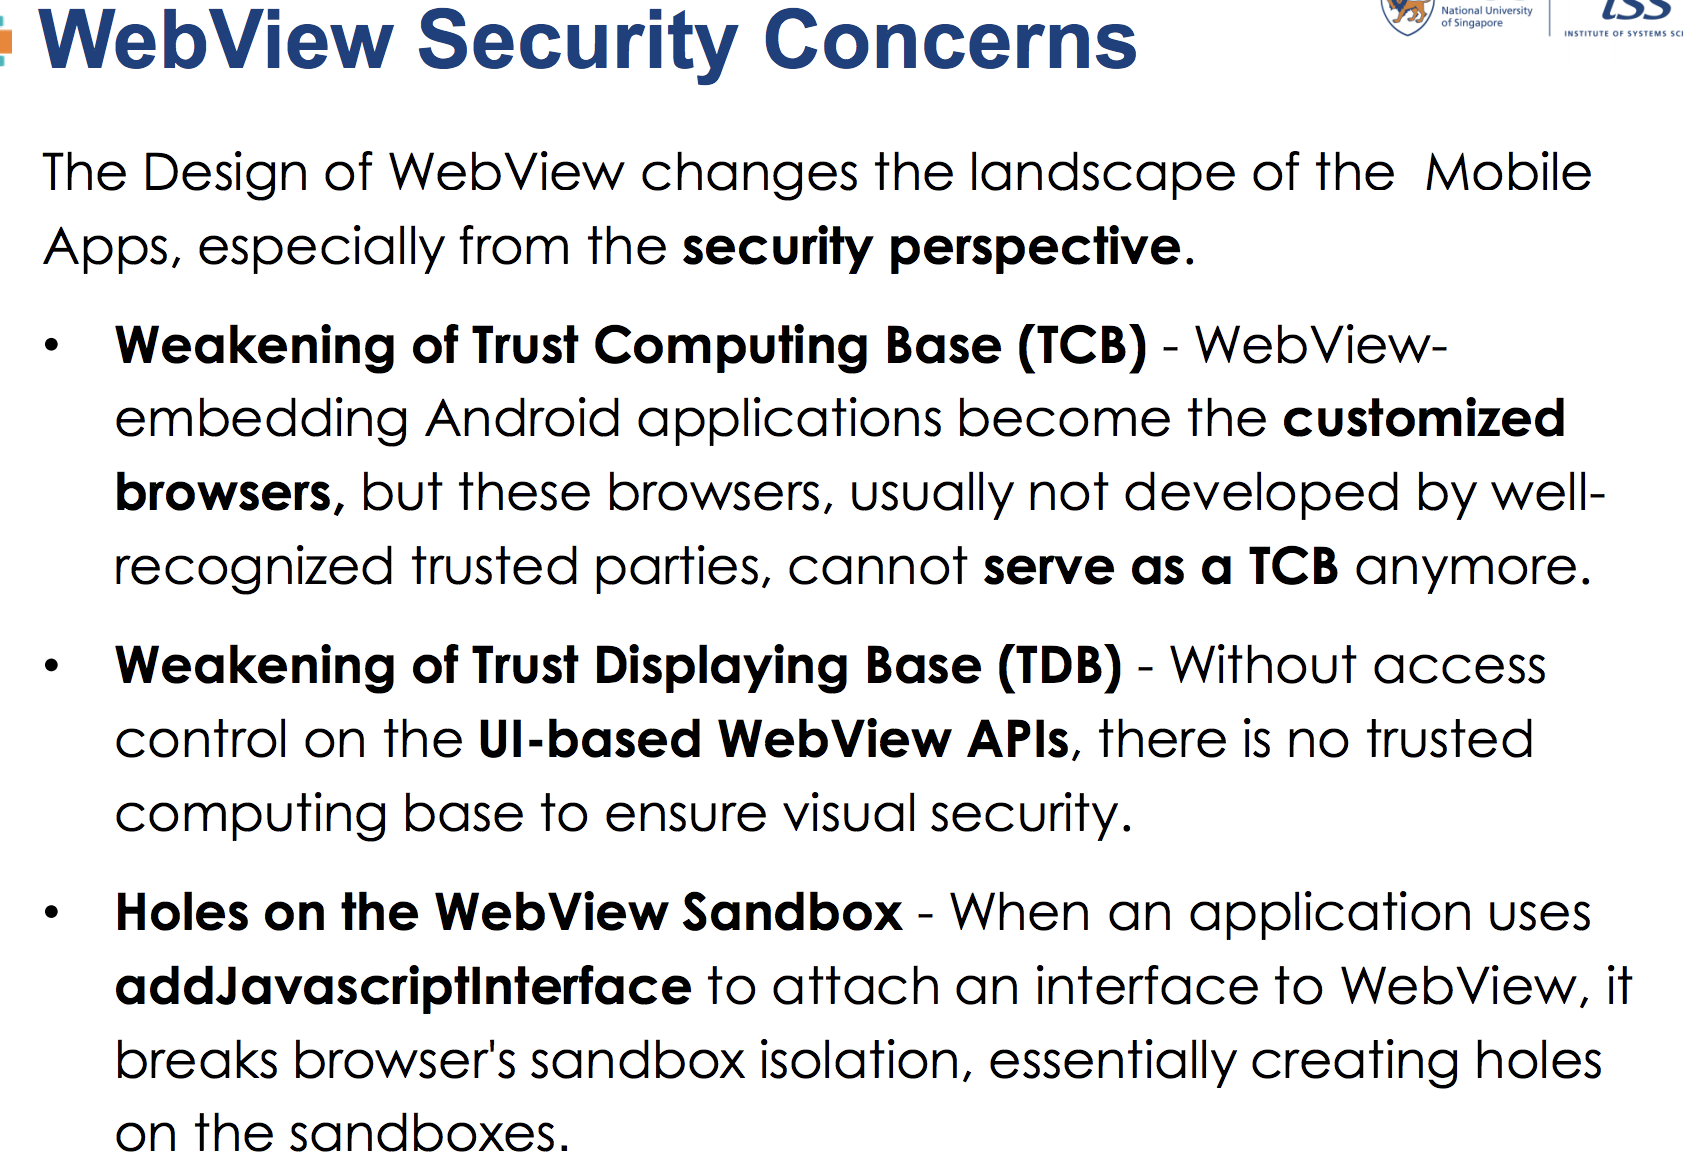 WebView Security Concerns
National University
of Singapore
ISS
INSTITUTE OF SYSTEMS
The Design of WebView changes the landscape of the Mobile
Apps, especially from the security perspective.
• Weakening of Trust Computing Base (TCB) - WebView-
embedding Android applications become the customized
browsers, but these browsers, usually not developed by well-
recognized trusted parties, cannot serve as a TCB anymore.
• Weakening of Trust Displaying Base (TDB) - Without access
control on the UI-based WebView APIs, there is no trusted
computing base to ensure visual security.
• Holes on the WebView Sandbox - When an application uses
addJavascriptInterface to attach an interface to WebView, it
breaks browser's sandbox isolation, essentially creating holes
on the sandboxes.